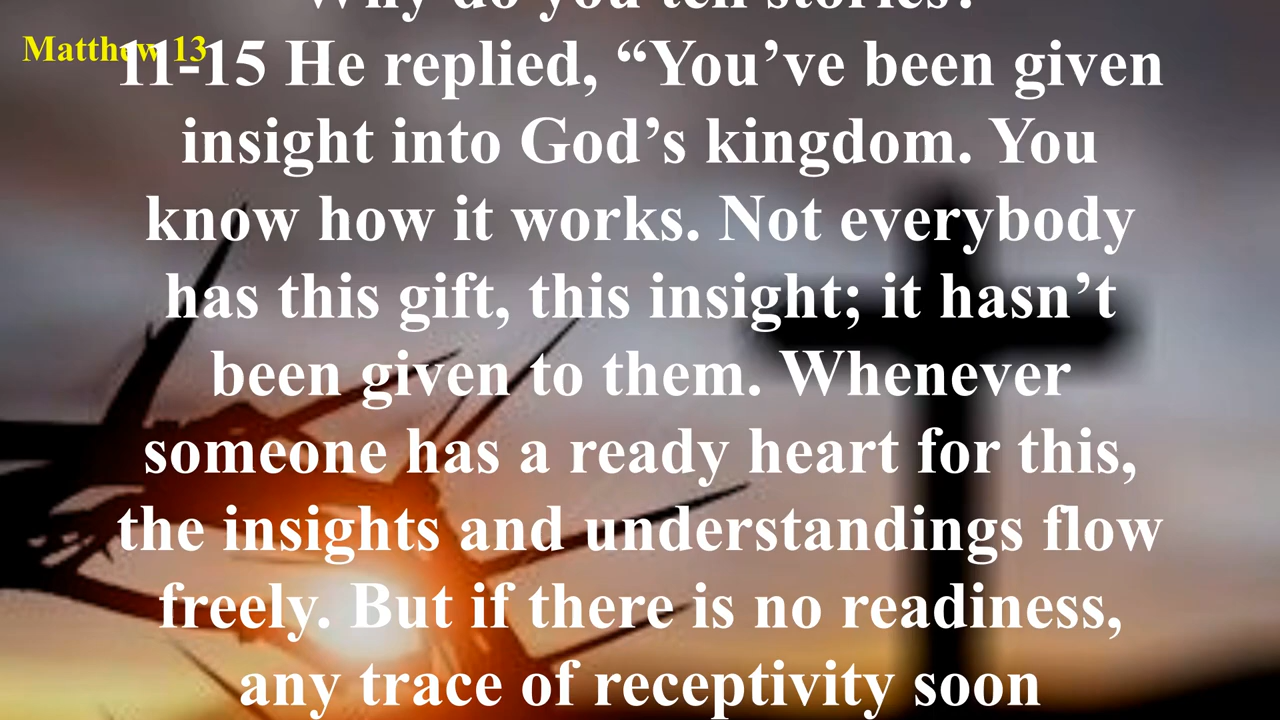 Why do you tell stories?
Matthew 13
11-15 He replied, “You’ve been given
insight into God’s kingdom. You
know how it works. Not everybody
has this gift, this insight; it hasn’t
been given to them. Whenever
someone has a ready heart for this,
the insights and understandings flow
freely. But if there is no readiness,
any trace of receptivity soon